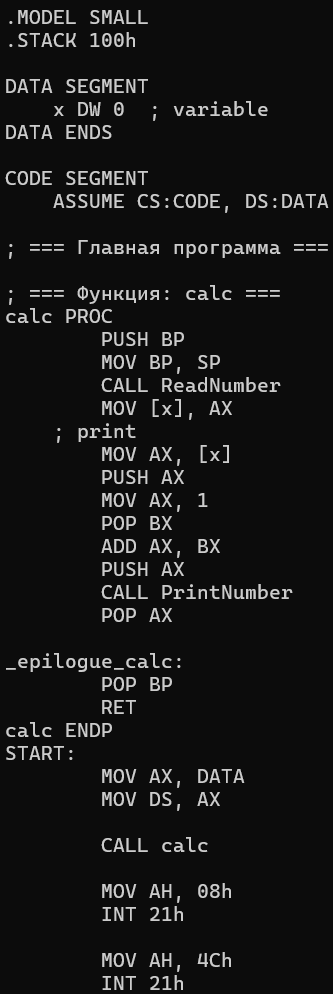 .MODEL SMALL
.STACK 100h
DATA SEGMENT
x DW 0  ; variable
DATA ENDS
CODE SEGMENT
ASSUME CS:CODE, DS:DATA
; === Главная программа ===
; === Функция: calc ===
calc PROC
PUSH BP
MOV BP, SP
CALL ReadNumber
MOV [x], AX
; print
MOV AX, [x]
PUSH AX
MOV AX, 1
POP BX
ADD AX, BX
PUSH AX
CALL PrintNumber
POP AX
_epilogue_calc:
POP BP
RET
calc ENDP
START:
MOV AX, DATA
MOV DS, AX
CALL calc
MOV AH, 08h
INT 21h
MOV AH, 4Ch
INT 21h